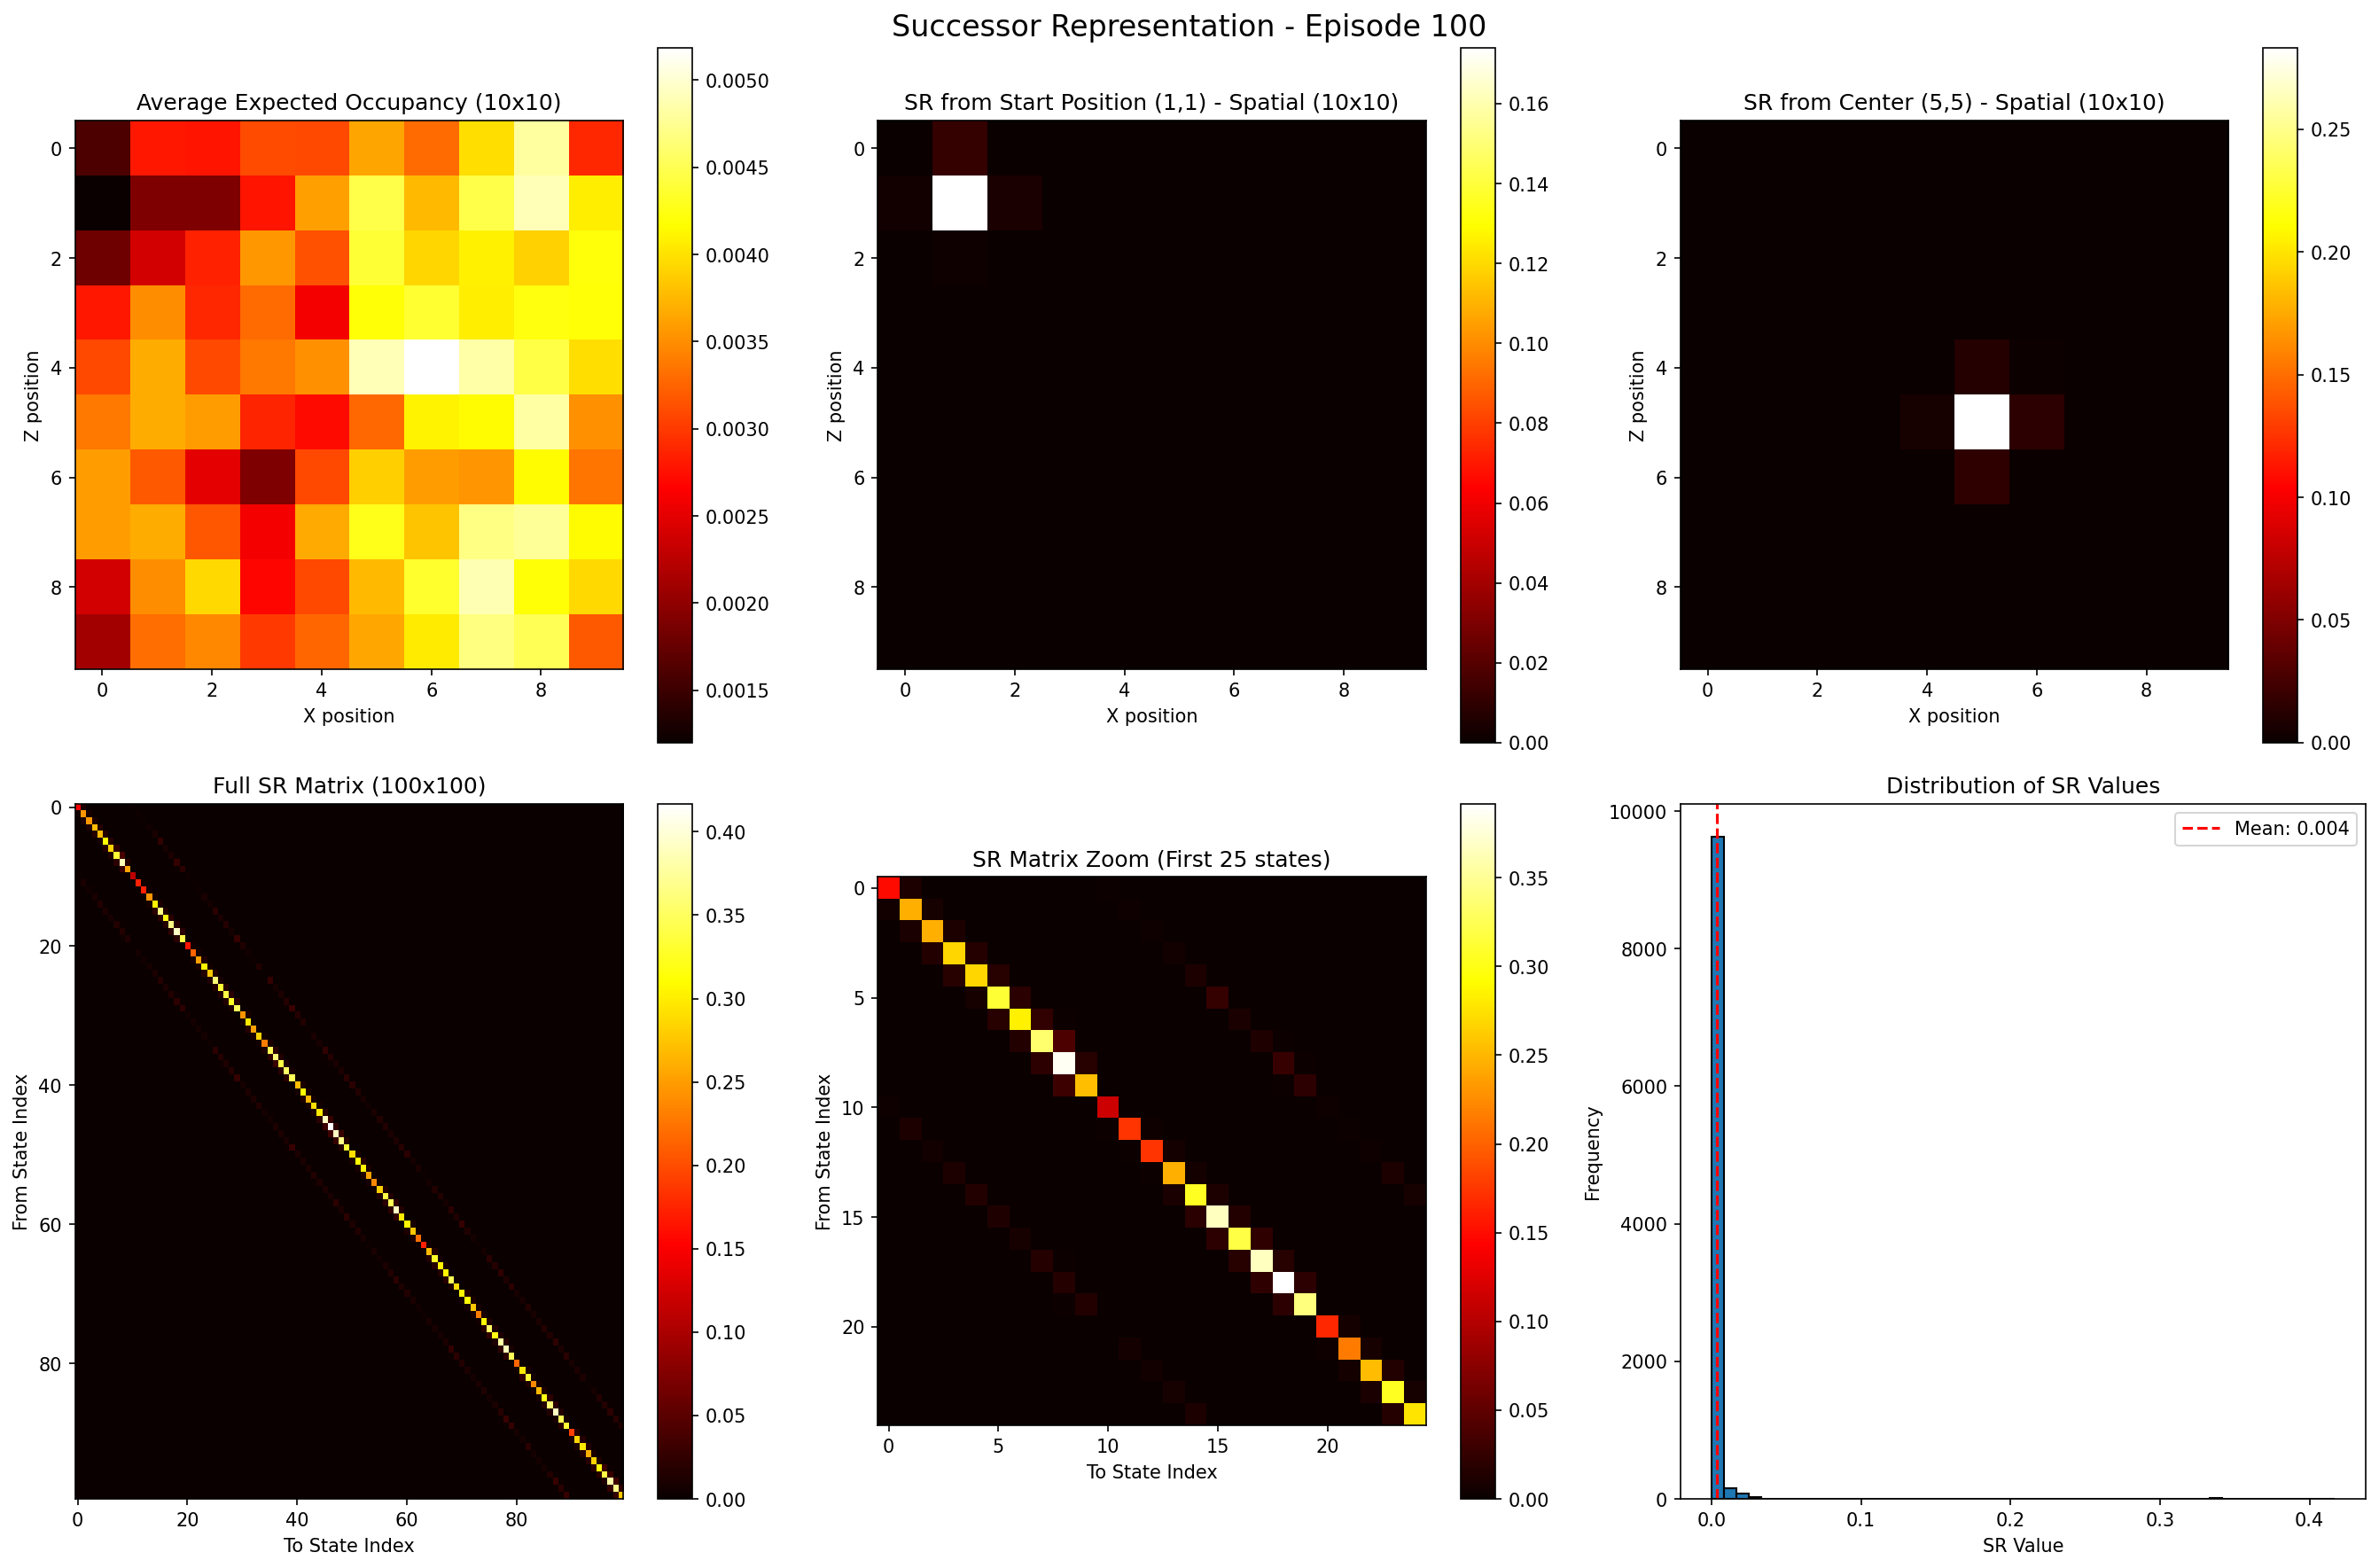 Successor Representation - Episode 100
Average Expected Occupancy (10x10)
0
2
4
6
8
Z position
0 2 4 6 8
X position
0.0050
0.0045
0.0040
0.0035
0.0030
0.0025
0.0020
0.0015
SR from Start Position (1,1) - Spatial (10x10)
0
2
4
6
8
Z position
0 2 4 6 8
X position
0.16
0.14
0.12
0.10
0.08
0.06
0.04
0.02
0.00
SR from Center (5,5) - Spatial (10x10)
0
2
4
6
8
Z position
0 2 4 6 8
X position
0.25
0.20
0.15
0.10
0.05
0.00
Full SR Matrix (100x100)
0
20
40
60
80
From State Index
0 20 40 60 80
To State Index
0.40
0.35
0.30
0.25
0.20
0.15
0.10
0.05
0.00
SR Matrix Zoom (First 25 states)
0
5
10
15
20
From State Index
0 5 10 15 20
To State Index
0.35
0.30
0.25
0.20
0.15
0.10
0.05
0.00
Distribution of SR Values
Mean: 0.004
10000
8000
6000
4000
2000
0
Frequency
0.0 0.1 0.2 0.3 0.4
SR Value